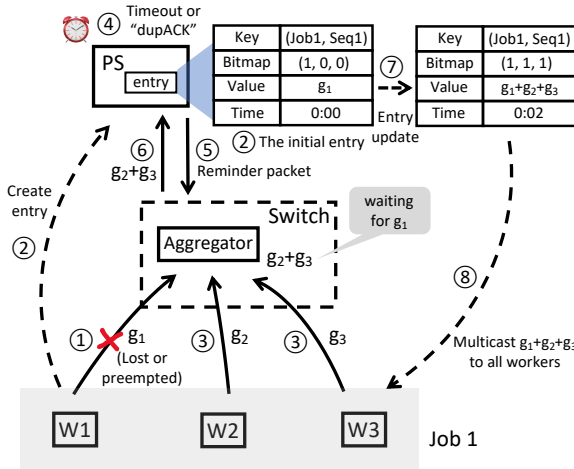 ④ Timeout or
"dupACK"
PS
entry
Key (Job1, Seq1)
Bitmap (1, 0, 0)
Value g₁
Time 0:00
② The initial entry
⑦
Entry
update
Key (Job1, Seq1)
Bitmap (1, 1, 1)
Value g₁+g₂+g₃
Time 0:02
⑥
g₂+g₃
⑤
Reminder packet
Create
entry
②
Switch
waiting
for g₁
Aggregator
g₂+g₃
① g₁
(Lost or
preempted)
③ g₂
③ g₃
⑧
Multicast g₁+g₂+g₃
to all workers
W1
W2
W3
Job 1